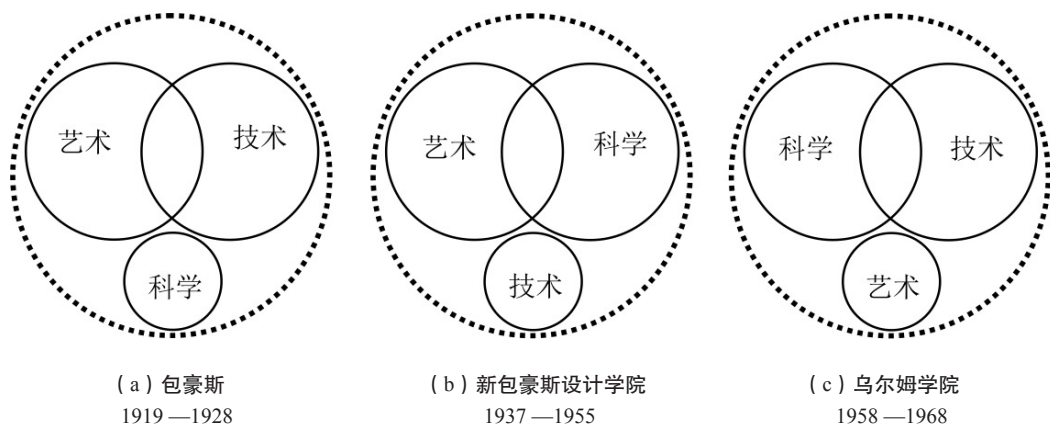 艺术
技术
科学
艺术
科学
技术
科学
技术
艺术
（a）包豪斯
1919 —1928
（b）新包豪斯设计学院
1937 —1955
（c）乌尔姆学院
1958 —1968